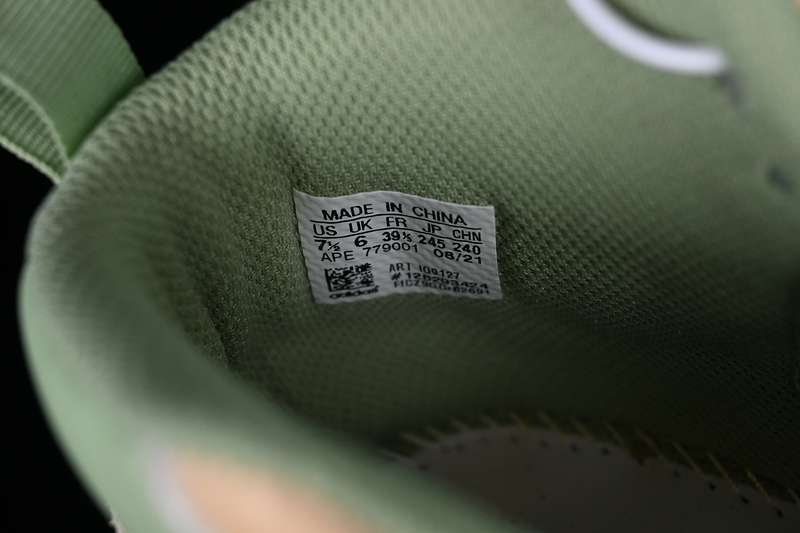 MADE IN CHINA
US UK FR JP CHN
7½ 6 39⅓ 245 240
APE 779001 08/21
ART
adidas